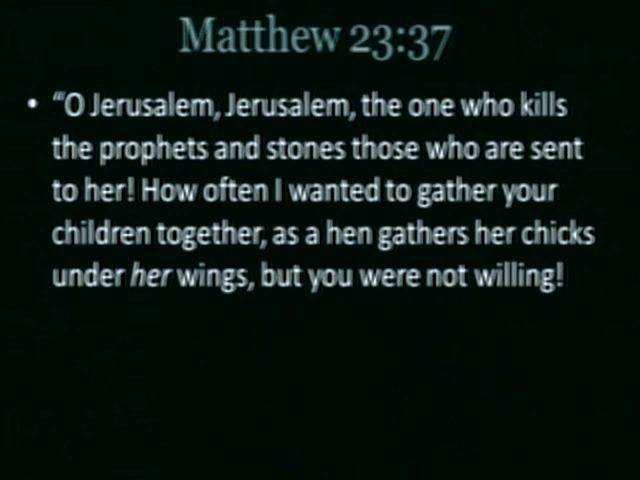 Matthew 23:37
• “O Jerusalem, Jerusalem, the one who kills
the prophets and stones those who are sent
to her! How often I wanted to gather your
children together, as a hen gathers her chicks
under her wings, but you were not willing!